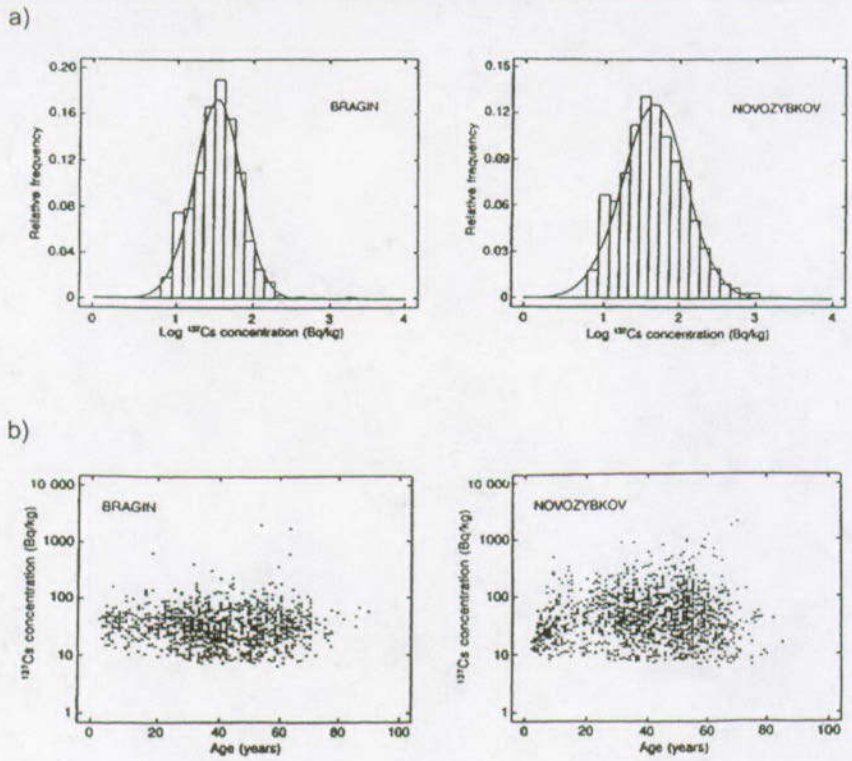 a)
0.20
0.16
0.12
0.08
0.04
0
Relative frequency
BRAGIN
0 1 2 3 4
Log ¹³⁷Cs concentration (Bq/kg)
0.15
0.12
0.09
0.06
0.03
0
Relative frequency
NOVOZYBKOV
0 1 2 3 4
Log ¹³⁷Cs concentration (Bq/kg)
b)
10 000
1000
100
10
1
¹³⁷Cs concentration (Bq/kg)
BRAGIN
0 20 40 60 80 100
Age (years)
10 000
1000
100
10
1
¹³⁷Cs concentration (Bq/kg)
NOVOZYBKOV
0 20 40 60 80 100
Age (years)